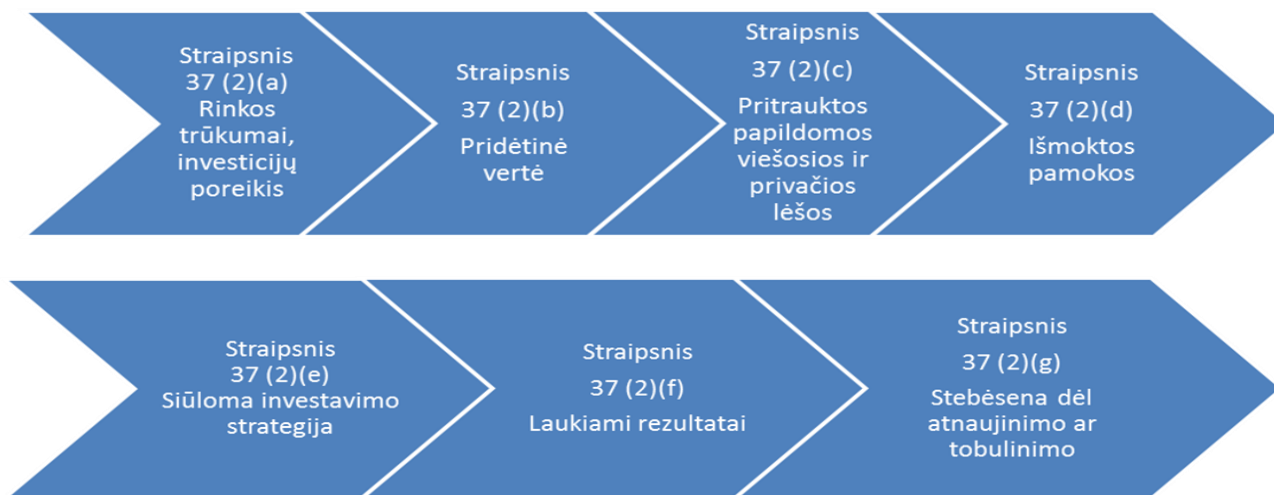 Straipsnis
37 (2)(a)
Rinkos
trūkumai,
investicijų
poreikis
Straipsnis
37 (2)(b)
Pridėtinė
vertė
Straipsnis
37 (2)(c)
Pritrauktos
papildomos
viešosios ir
privačios
lėšos
Straipsnis
37 (2)(d)
Išmoktos
pamokos
Straipsnis
37 (2)(e)
Siūloma investavimo
strategija
Straipsnis
37 (2)(f)
Laukiami rezultatai
Straipsnis
37 (2)(g)
Stebėsena dėl
atnaujinimo ar
tobulinimo